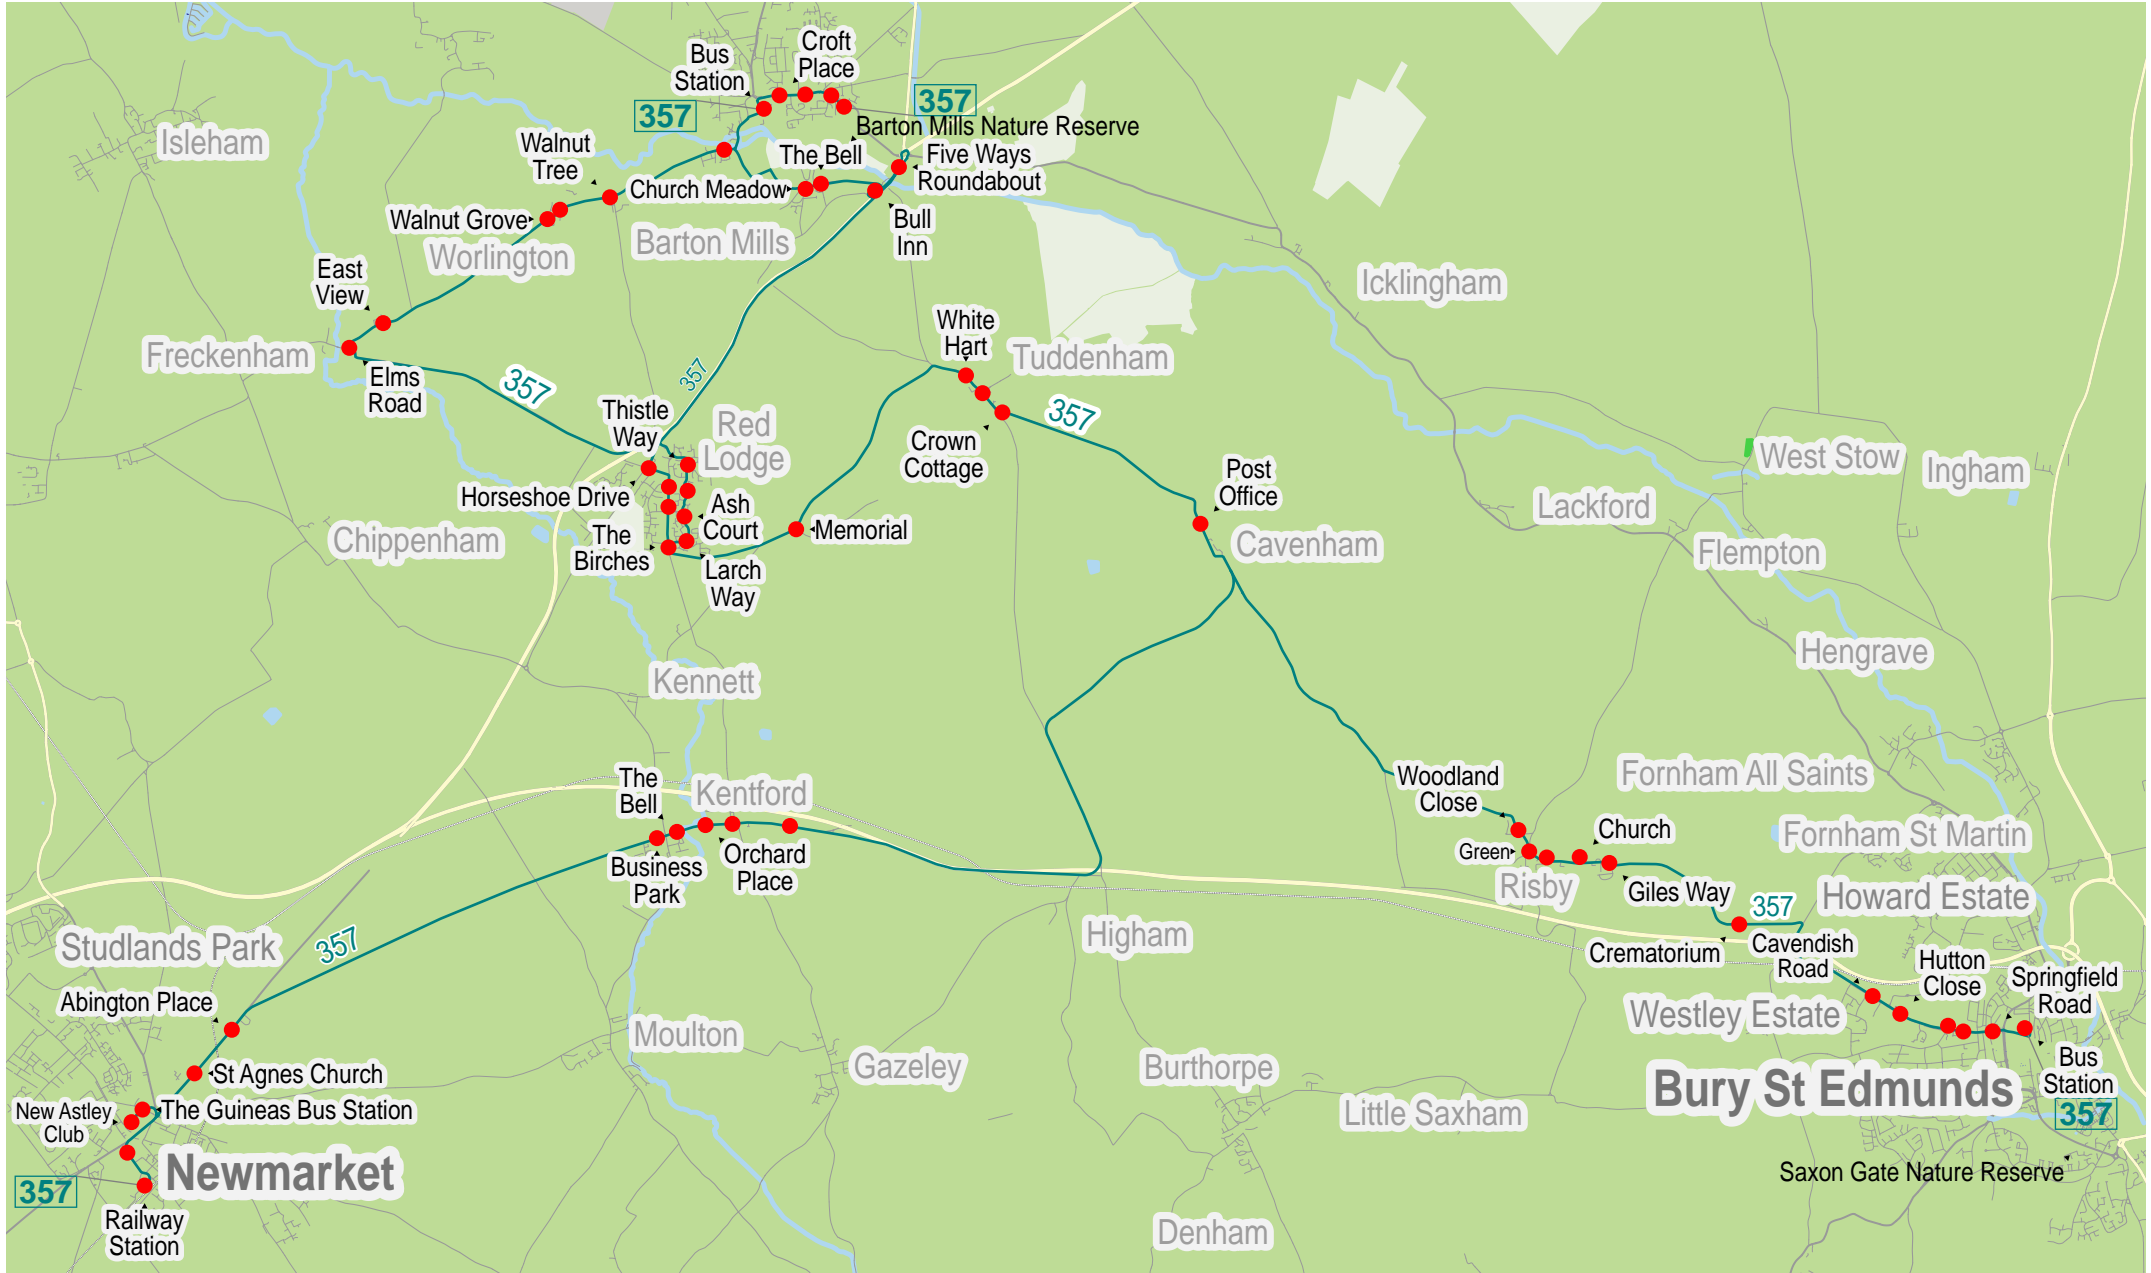 Bus
Station
Croft
Place
357
357
Barton Mills Nature Reserve
Isleham
Walnut
Tree
The Bell
Five Ways
Roundabout
Church Meadow
Walnut Grove
Bull
Inn
Barton Mills
Worlington
East
View
Icklingham
White
Hart
Freckenham
Tuddenham
Elms
Road
357
357
Thistle
Way
Red
Lodge
357
Crown
Cottage
Post
Office
West Stow
Ingham
Horseshoe Drive
Ash
Court
Lackford
Memorial
Chippenham
The
Birches
Cavenham
Flempton
Larch
Way
Hengrave
Kennett
The
Bell
Kentford
Woodland
Close
Fornham All Saints
Church
Fornham St Martin
Green
Orchard
Place
Business
Park
Risby
Giles Way
Howard Estate
357
Studlands Park
357
Higham
Crematorium
Cavendish
Road
Hutton
Close
Springfield
Road
Abington Place
Westley Estate
Moulton
Gazeley
Burthorpe
St Agnes Church
Bury St Edmunds
Bus
Station
357
New Astley
Club
The Guineas Bus Station
Little Saxham
Newmarket
Saxon Gate Nature Reserve
357
Railway
Station
Denham